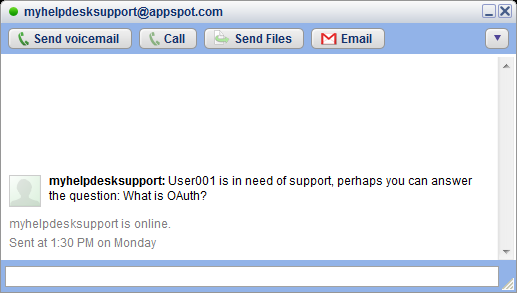 myhelpdesksupport@appspot.com
Send voicemail Call Send Files Email
myhelpdesksupport: User001 is in need of support, perhaps you can answer
the question: What is OAuth?
myhelpdesksupport is online.
Sent at 1:30 PM on Monday